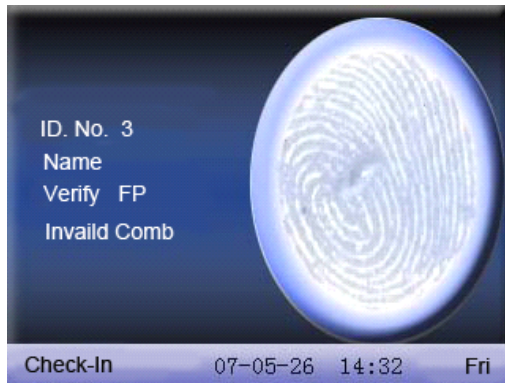 ID. No. 3
Name
Verify FP
Invaild Comb
Check-In 07-05-26 14:32 Fri